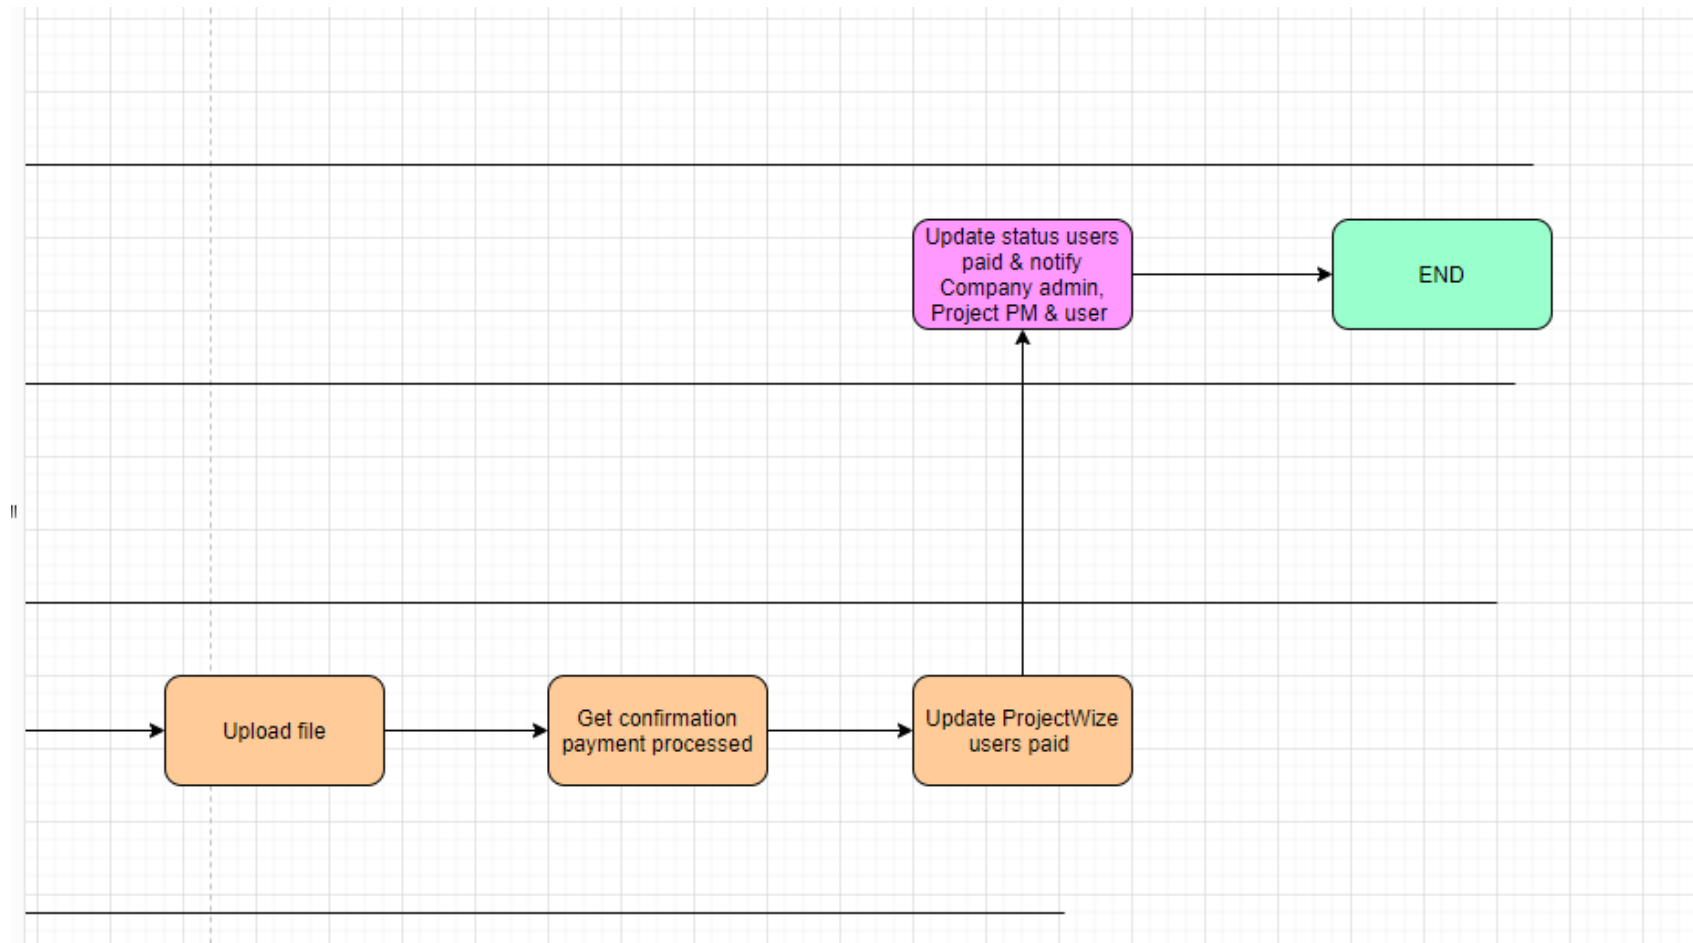 Update status users
paid & notify
Company admin,
Project PM & user
END
Upload file
Get confirmation
payment processed
Update ProjectWize
users paid